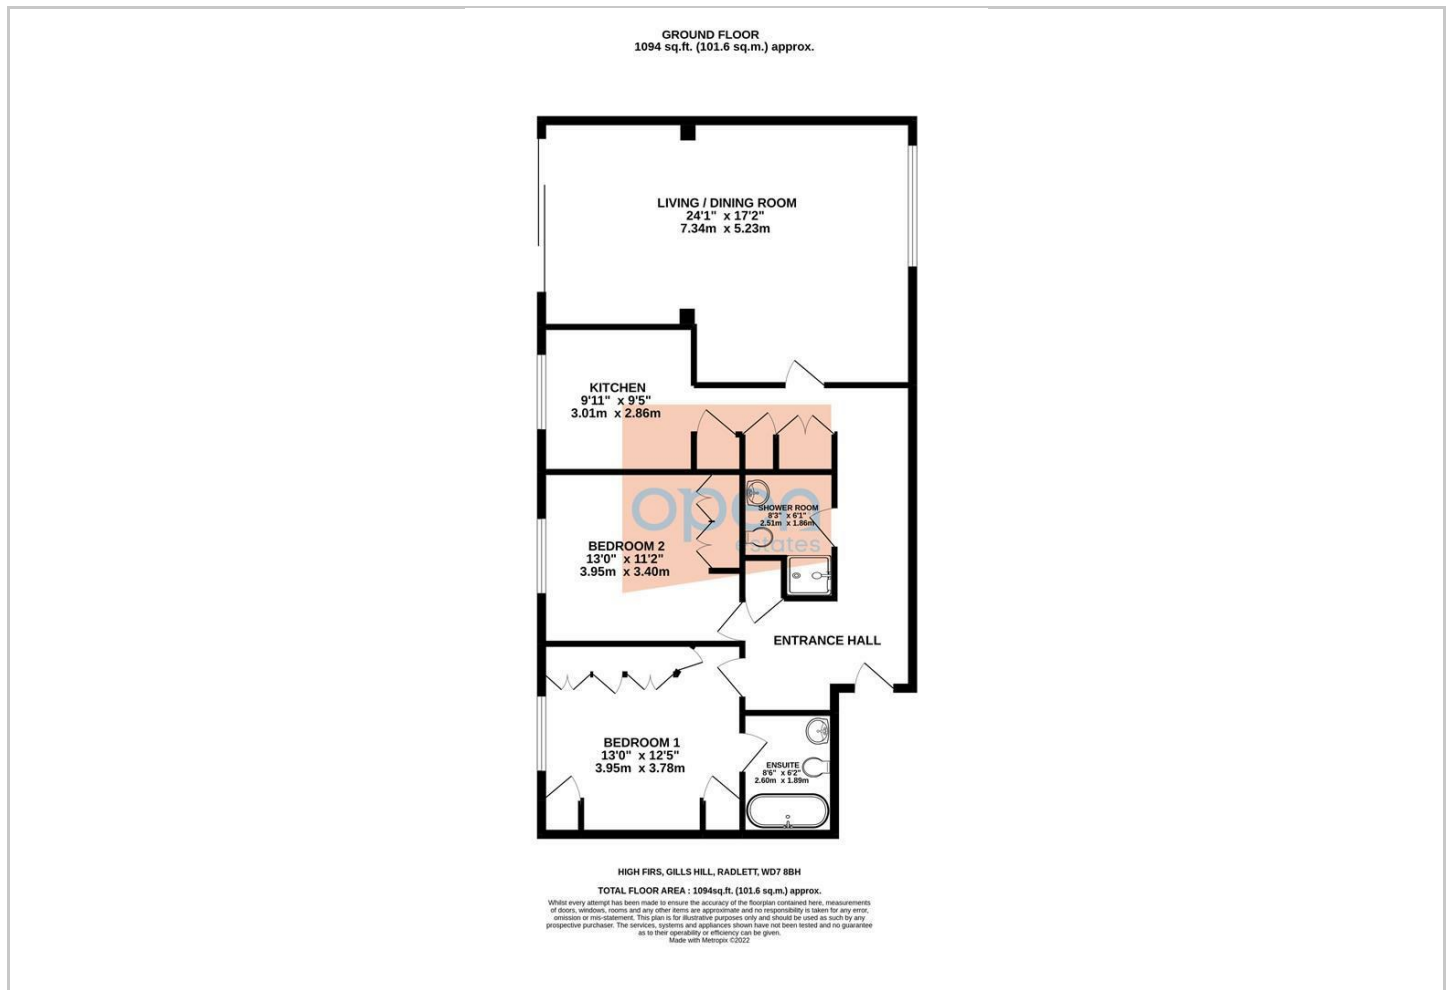 GROUND FLOOR
1094 sq.ft. (101.6 sq.m.) approx.
LIVING / DINING ROOM
24'1" x 17'2"
7.34m x 5.23m
KITCHEN
9'11" x 9'5"
3.01m x 2.86m
open
estates
SHOWER ROOM
8'3" x 6'1"
2.51m x 1.86m
BEDROOM 2
13'0" x 11'2"
3.95m x 3.40m
ENTRANCE HALL
BEDROOM 1
13'0" x 12'5"
3.95m x 3.78m
ENSUITE
8'6" x 6'2"
2.60m x 1.89m
HIGH FIRS, GILLS HILL, RADLETT, WD7 8BH
TOTAL FLOOR AREA : 1094sq.ft. (101.6 sq.m.) approx.
Whilst every attempt has been made to ensure the accuracy of the floorplan contained here, measurements
of doors, windows, rooms and any other items are approximate and no responsibility is taken for any error,
omission or mis-statement. This plan is for illustrative purposes only and should be used as such by any
prospective purchaser. The services, systems and appliances shown have not been tested and no guarantee
as to their operability or efficiency can be given.
Made with Metropix ©2022